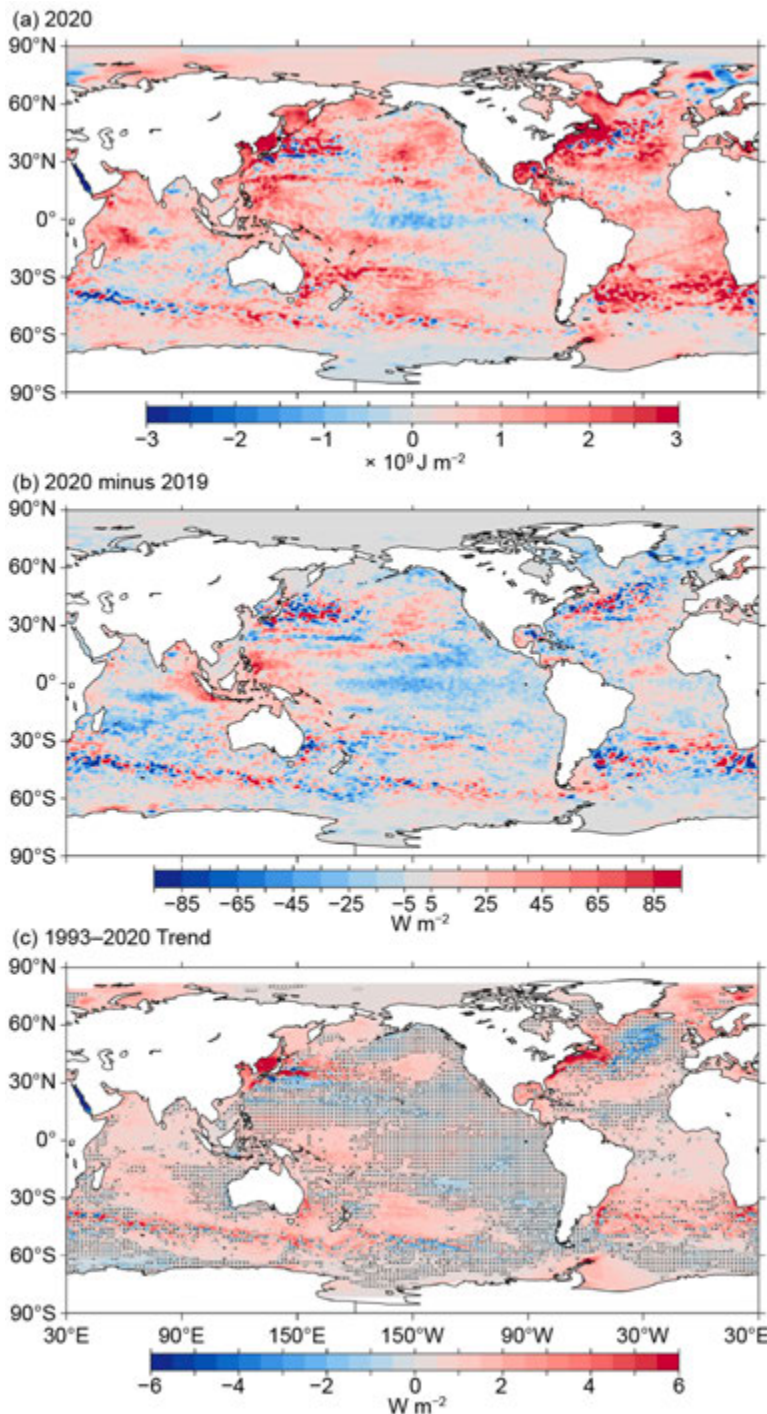 (a) 2020
90°N
60°N
30°N
0°
30°S
60°S
90°S
−3 −2 −1 0 1 2 3
× 10⁹ J m⁻²
(b) 2020 minus 2019
90°N
60°N
30°N
0°
30°S
60°S
90°S
−85 −65 −45 −25 −5 5 25 45 65 85
W m⁻²
(c) 1993–2020 Trend
90°N
60°N
30°N
0°
30°S
60°S
90°S
30°E 90°E 150°E 150°W 90°W 30°W 30°E
−6 −4 −2 0 2 4 6
W m⁻²